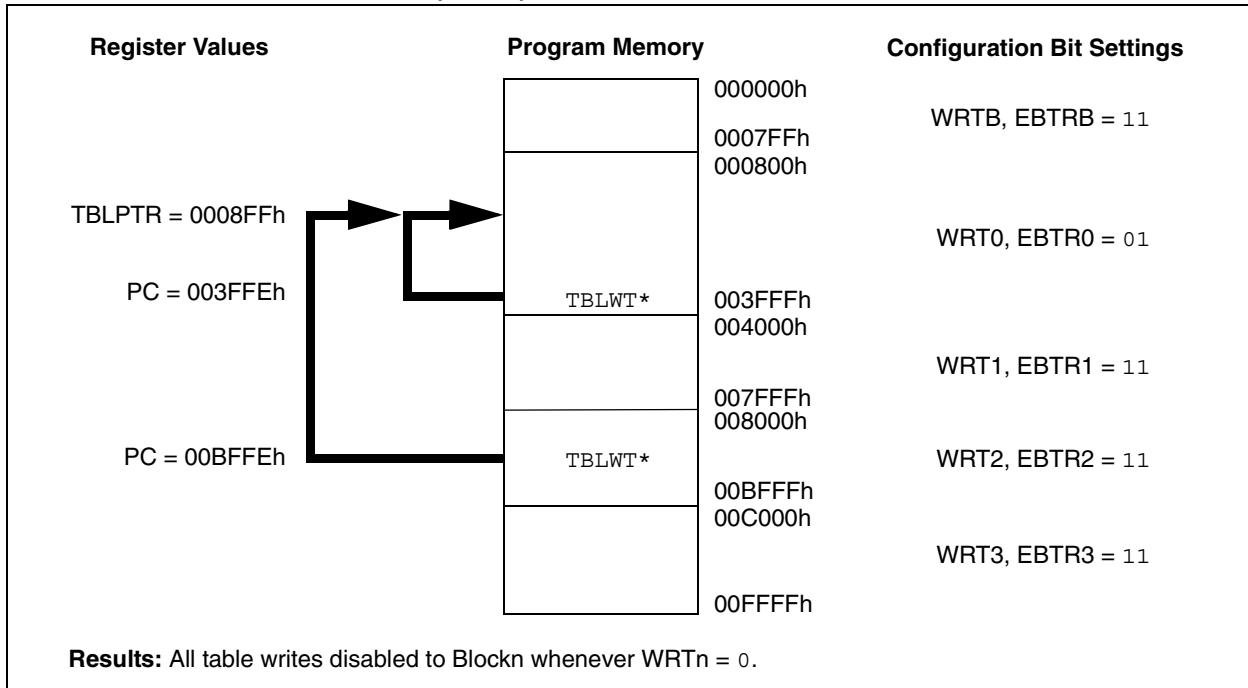 Register Values
Program Memory
Configuration Bit Settings
000000h
WRTB, EBTRB = 11
0007FFh
000800h
TBLPTR = 0008FFh
WRT0, EBTR0 = 01
PC = 003FFEh
TBLWT*
003FFFh
004000h
WRT1, EBTR1 = 11
007FFFh
008000h
PC = 00BFFEh
TBLWT*
WRT2, EBTR2 = 11
00BFFFh
00C000h
WRT3, EBTR3 = 11
00FFFFh
Results: All table writes disabled to Blockn whenever WRTn = 0.